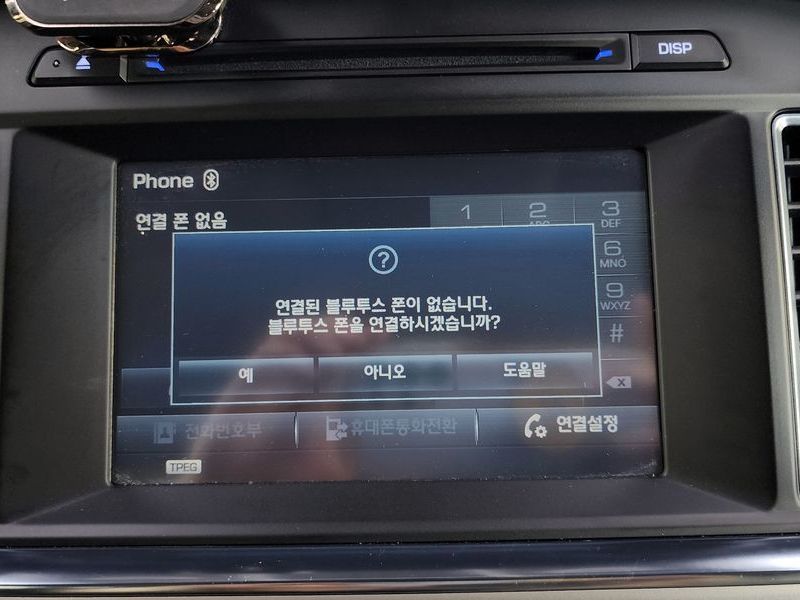 DISP
Phone
연결 폰 없음
1 2 3
ABC DEF
연결된 블루투스 폰이 없습니다.
블루투스 폰을 연결하시겠습니까?
6
MNO
9
WXYZ
#
예 아니오 도움말
X
전화번호부 휴대폰통화전환 연결설정
TPEG